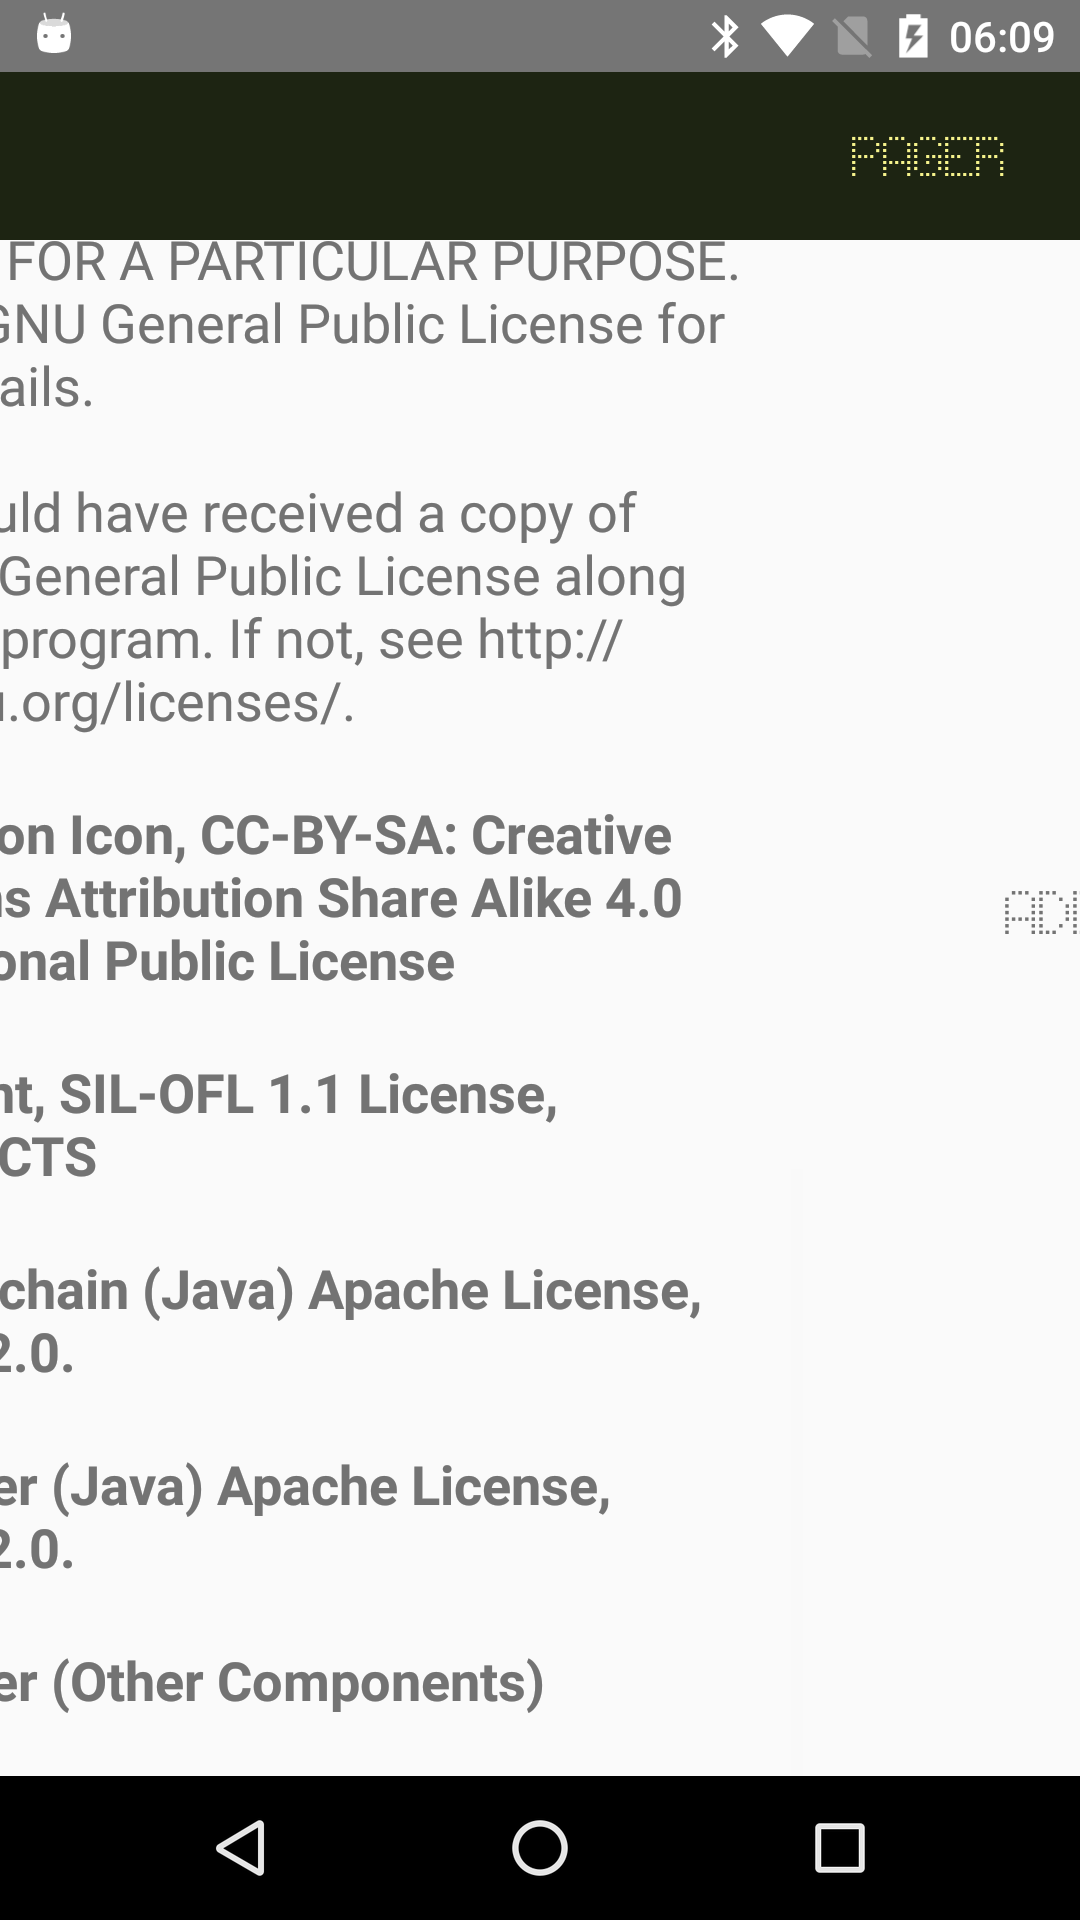 06:09
PAGER
FOR A PARTICULAR PURPOSE.
GNU General Public License for
ails.
uld have received a copy of
General Public License along
program. If not, see http://
u.org/licenses/.
on Icon, CC-BY-SA: Creative
ns Attribution Share Alike 4.0
onal Public License
nt, SIL-OFL 1.1 License,
CTS
chain (Java) Apache License,
2.0.
er (Java) Apache License,
2.0.
er (Other Components)